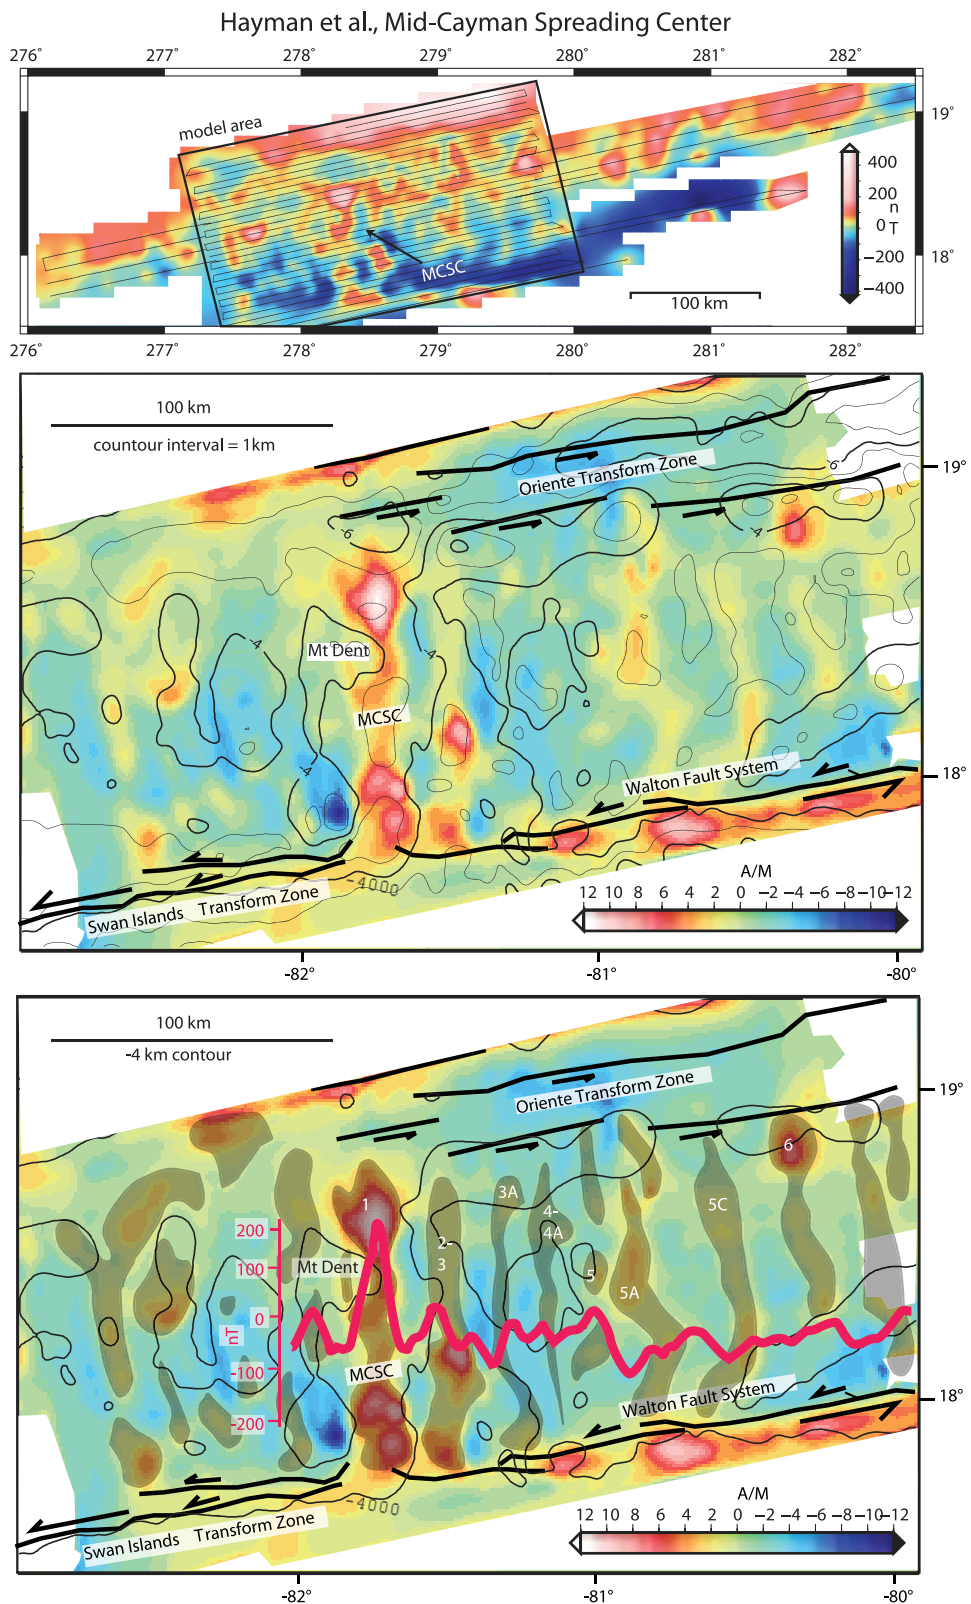 Hayman et al., Mid-Cayman Spreading Center
276° 277° 278° 279° 280° 281° 282°
model area
19°
400
200
n
0 T
18°
−200
MCSC
−400
100 km
276 277° 278° 279° 280° 281° 282°
100 km
countour interval = 1km
-6
19°
Oriente Transform Zone
-6
-4
Mt Dent
-4
-4
MCSC
-4
18°
Walton Fault System
A/M
12 10 8 6 4 2 0 −2 −4 −6 −8−10−12
-4000
Swan Islands Transform Zone
-82° -81° -80°
100 km
-4 km contour
19°
Oriente Transform Zone
6
1
3A
5C
200
4-
4A
2-
3
100
Mt Dent
5
5A
0
nT
-100
MCSC
-200
18°
Walton Fault System
A/M
12 10 8 6 4 2 0 −2 −4 −6 −8−10−12
-4000
Swan Islands Transform Zone
-82° -81° -80°